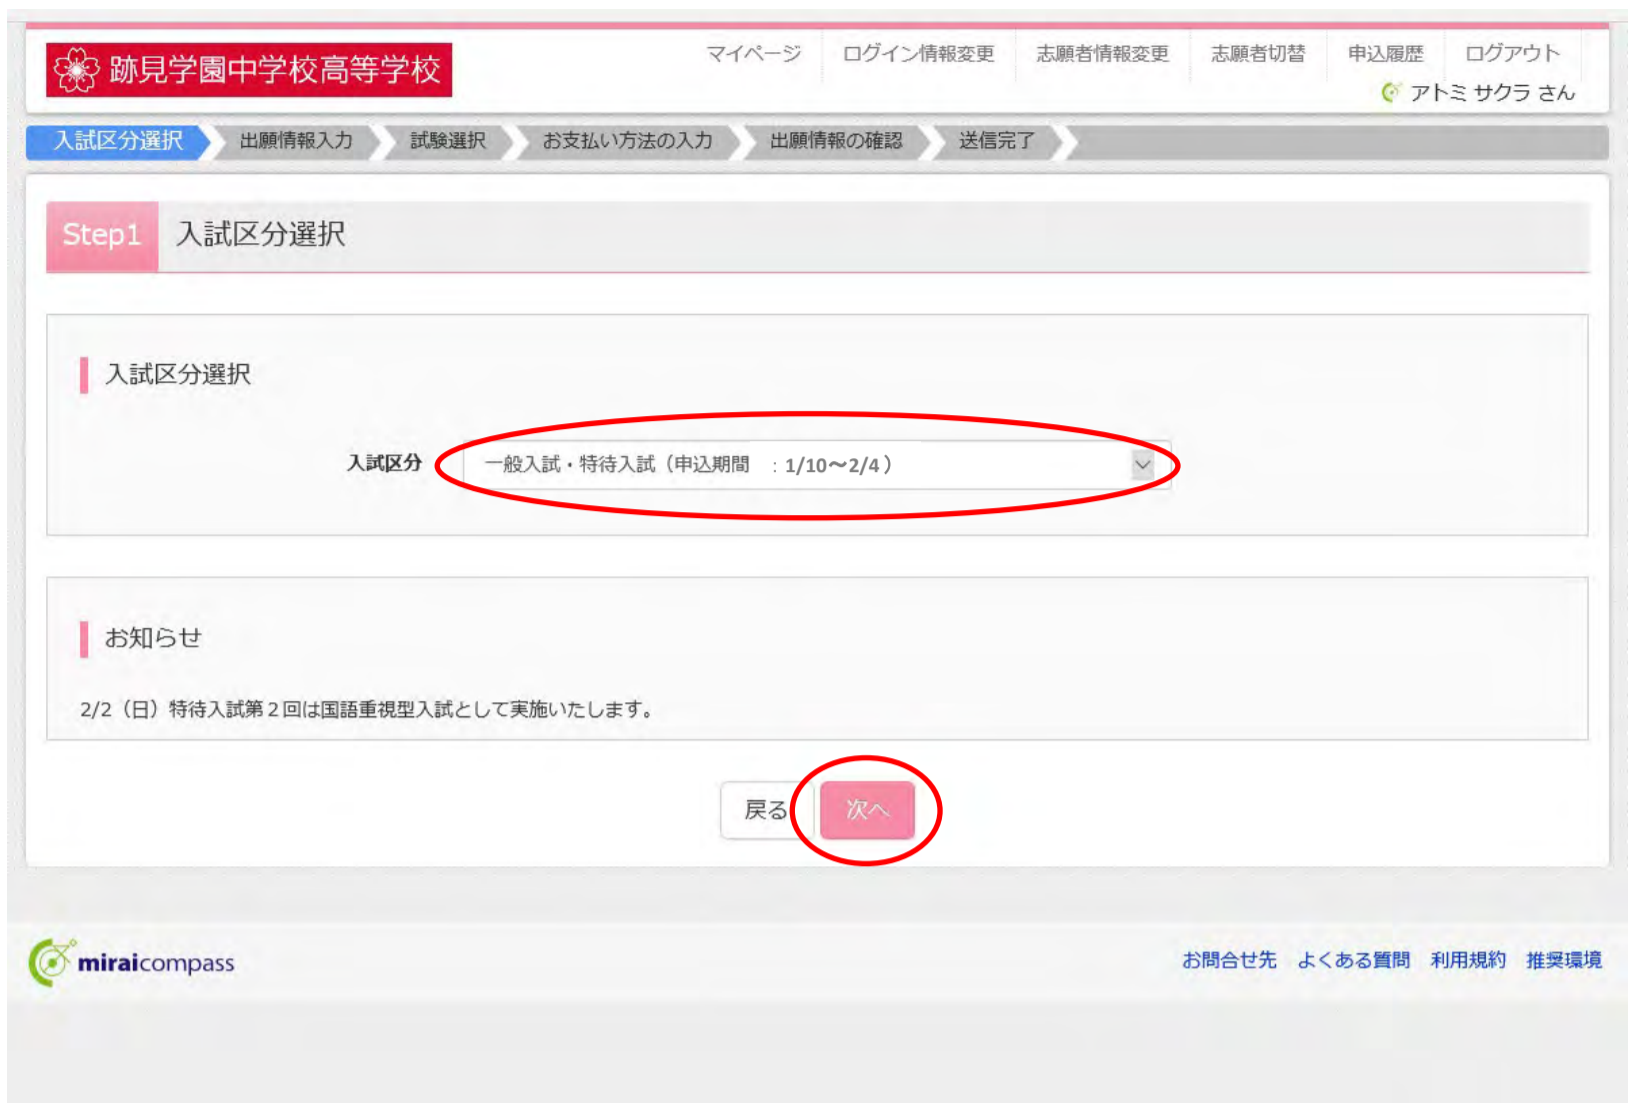 跡見学園中学校高等学校
マイページ ログイン情報変更 志願者情報変更 志願者切替 申込履歴 ログアウト
アトミ サクラ さん
入試区分選択 出願情報入力 試験選択 お支払い方法の入力 出願情報の確認 送信完了
Step1 入試区分選択
入試区分選択
入試区分 一般入試・特待入試（申込期間 ：1/10～2/4）
お知らせ
2/2（日）特待入試第２回は国語重視型入試として実施いたします。
戻る 次へ
miraicompass
お問合せ先 よくある質問 利用規約 推奨環境